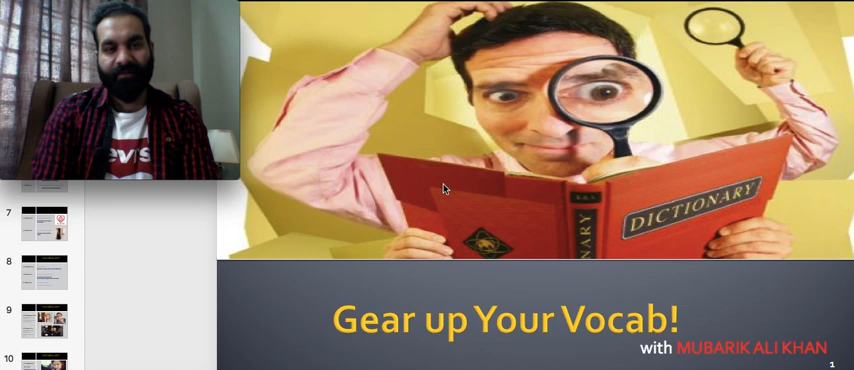 Levi's
DICTIONARY
7
8
9
10
Gear up Your Vocab!
with MUBARIK ALI KHAN
1